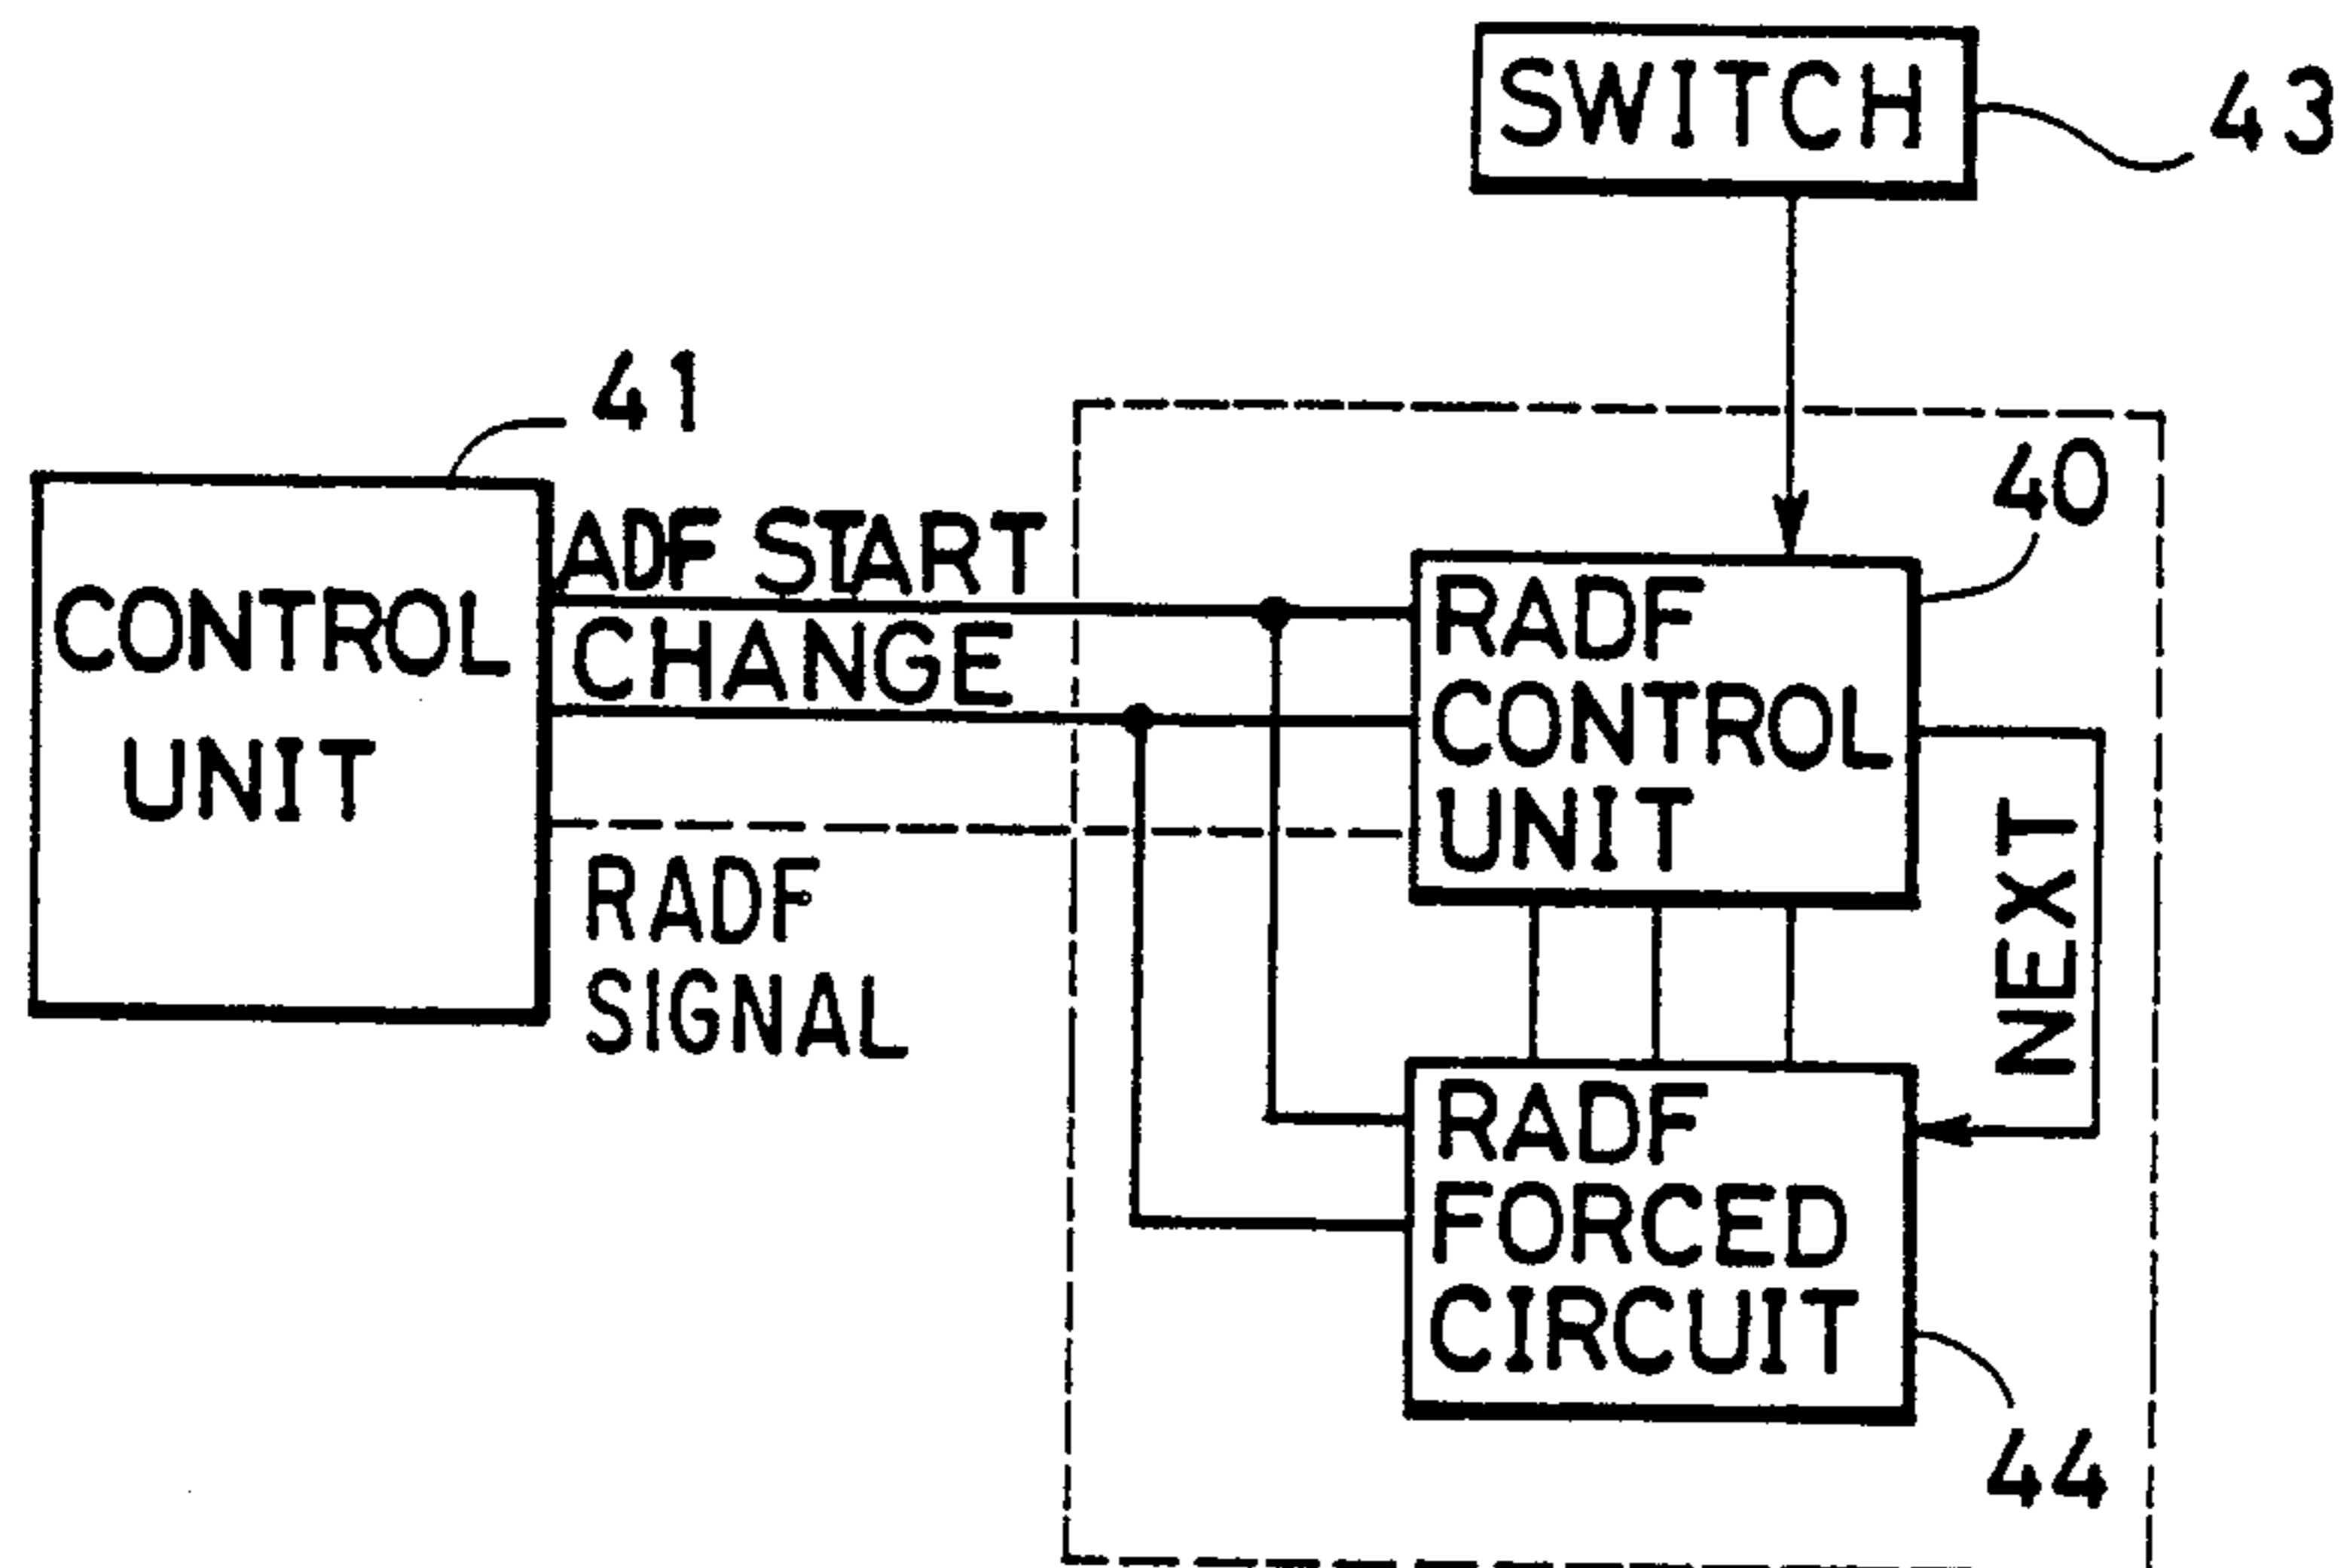 SWITCH
43
41
40
CONTROL
UNIT
ADF START
CHANGE
RADF
SIGNAL
RADF
CONTROL
UNIT
NEXT
RADF
FORCED
CIRCUIT
44